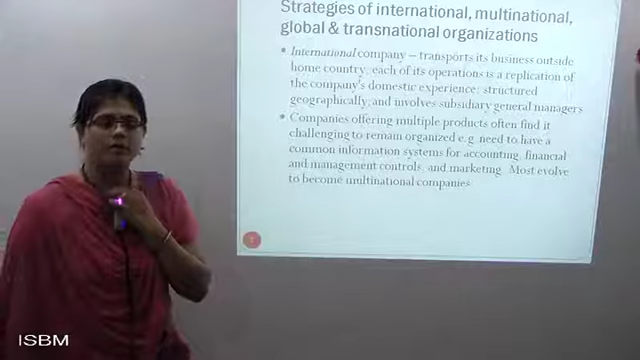 Strategies of international, multinational,
global & transnational organizations
• International company – transports its business outside
home country; each of its operations is a replication of
the company's domestic experience; structured
geographically; and involves subsidiary general managers
• Companies offering multiple products often find it
challenging to remain organized e.g. need to have a
common information systems for accounting, financial
and management controls, and marketing. Most evolve
to become multinational companies
ISBM